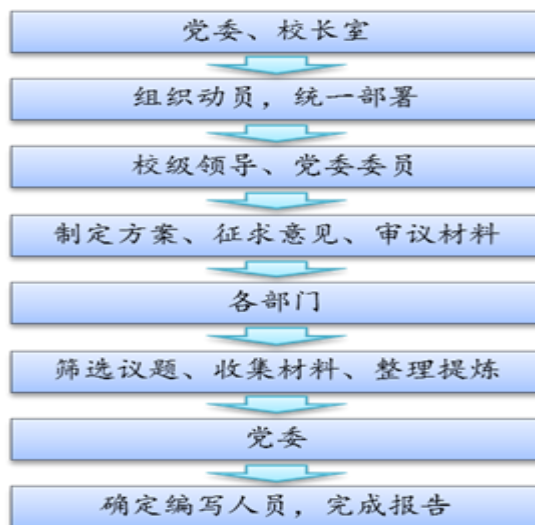 党委、校长室
组织动员，统一部署
校级领导、党委委员
制定方案、征求意见、审议材料
各部门
筛选议题、收集材料、整理提炼
党委
确定编写人员，完成报告